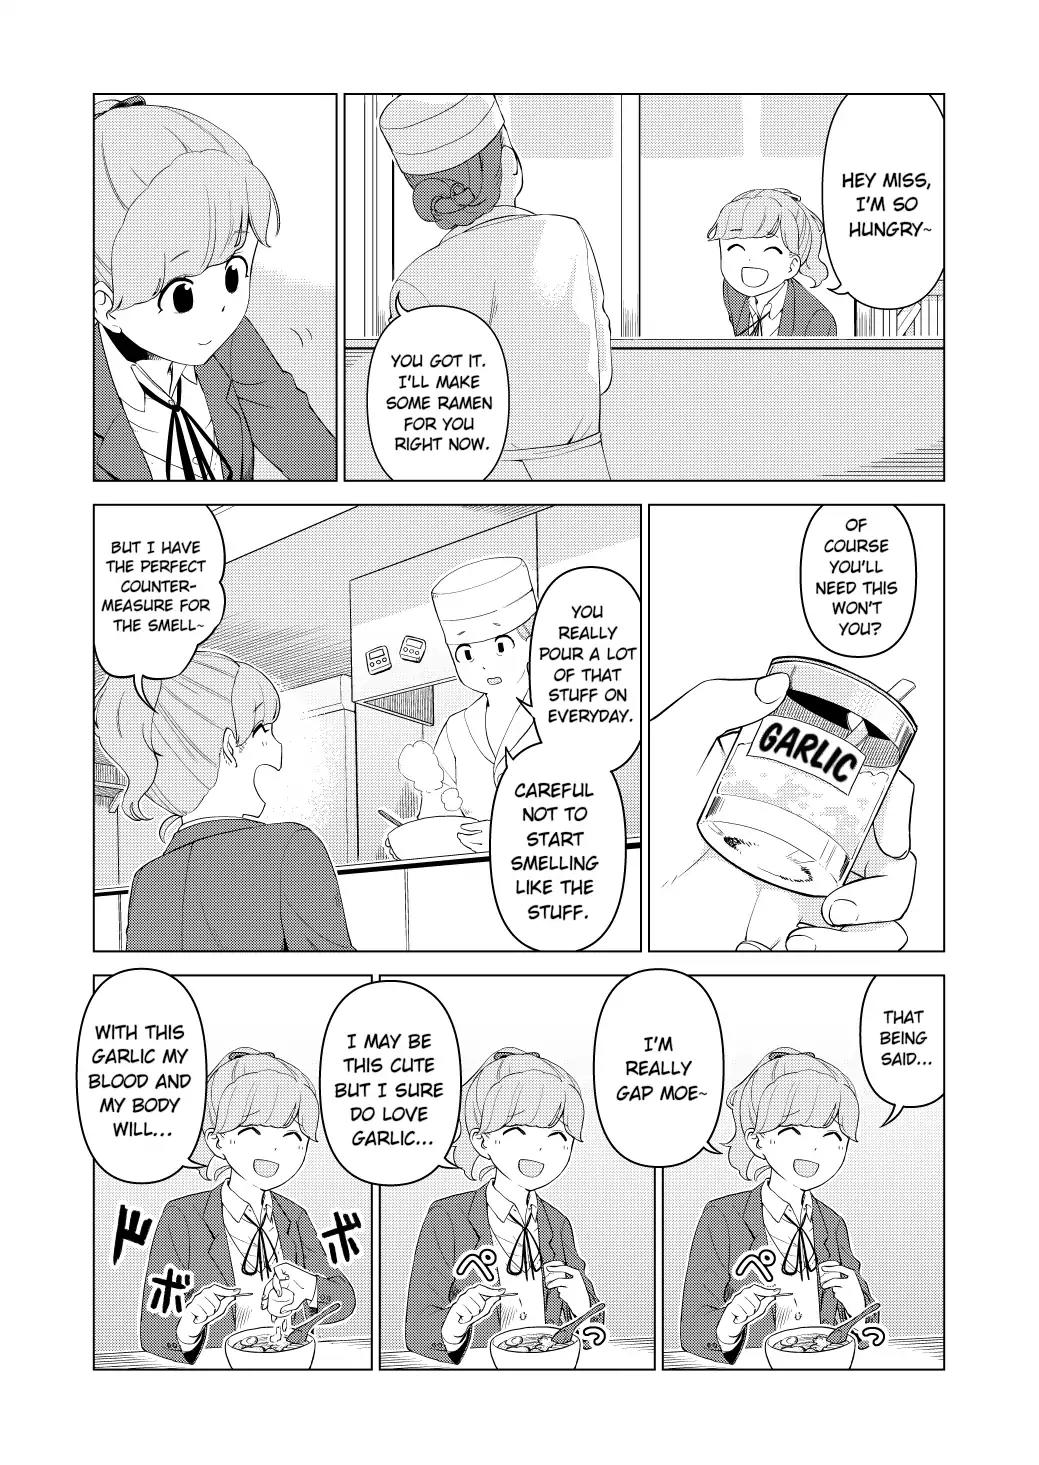 HEY MISS,
I'M SO
HUNGRY~
YOU GOT IT.
I'LL MAKE
SOME RAMEN
FOR YOU
RIGHT NOW.
OF
COURSE
YOU'LL
NEED THIS
WON'T
YOU?
GARLIC
YOU
REALLY
POUR A LOT
OF THAT
STUFF ON
EVERYDAY.
CAREFUL
NOT TO
START
SMELLING
LIKE THE
STUFF.
BUT I HAVE
THE PERFECT
COUNTER-
MEASURE FOR
THE SMELL~
THAT
BEING
SAID...
I'M
REALLY
GAP MOE~
ペ
っ
I MAY BE
THIS CUTE
BUT I SURE
DO LOVE
GARLIC...
ペ
っ
WITH THIS
GARLIC MY
BLOOD AND
MY BODY
WILL...
ドボボ